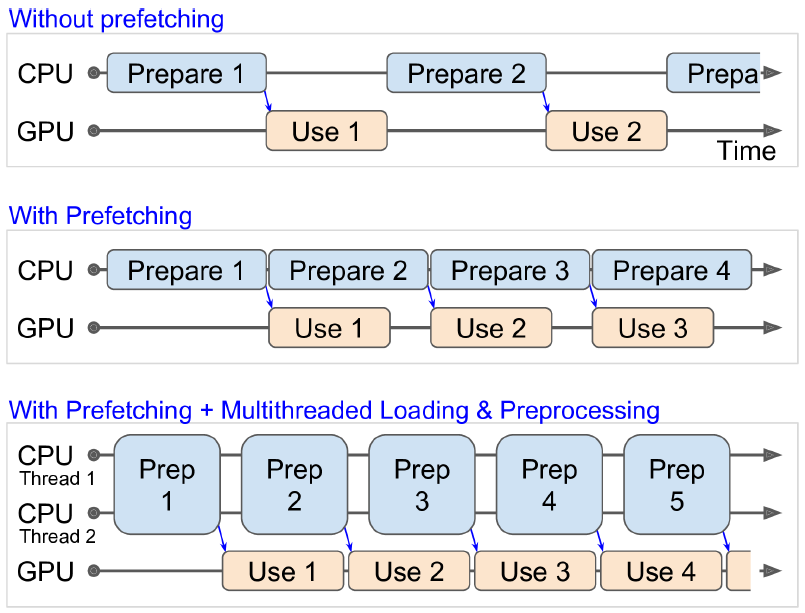 Without prefetching
CPU Prepare 1 Prepare 2 Prepa
GPU Use 1 Use 2
Time
With Prefetching
CPU Prepare 1 Prepare 2 Prepare 3 Prepare 4
GPU Use 1 Use 2 Use 3
With Prefetching + Multithreaded Loading & Preprocessing
CPU
Thread 1
CPU
Thread 2
Prep
1
Prep
2
Prep
3
Prep
4
Prep
5
GPU Use 1 Use 2 Use 3 Use 4